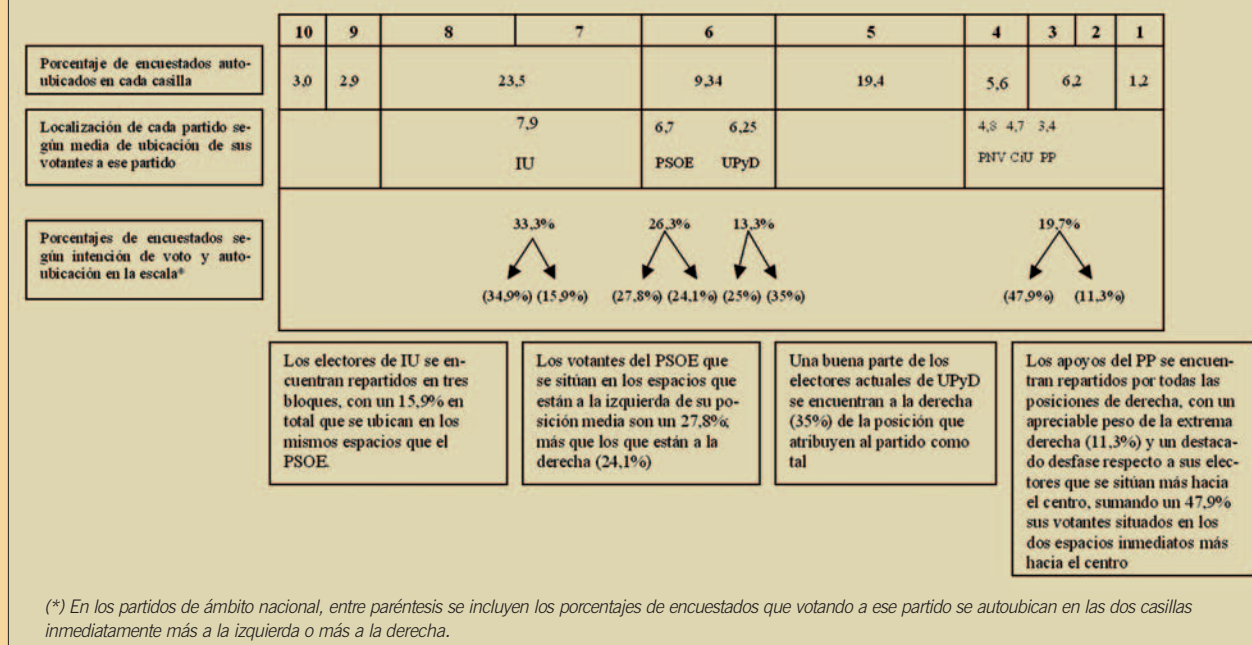 10 9 8 7 6 5 4 3 2 1
Porcentaje de encuestados auto-
ubicados en cada casilla
3,0 2,9 23,5 9,34 19,4 5,6 6,2 1,2
Localización de cada partido se-
gún media de ubicación de sus
votantes a ese partido
7,9 6,7 6,25 4,8 4,7 3,4
IU PSOE UPyD PNV CiU PP
Porcentajes de encuestados se-
gún intención de voto y auto-
ubicación en la escala*
33,3% 26,3% 13,3% 19,7%
(34,9%) (15,9%) (27,8%) (24,1%) (25%) (35%) (47,9%) (11,3%)
Los electores de IU se en-
cuentran repartidos en tres
bloques, con un 15,9% en
total que se ubican en los
mismos espacios que el
PSOE.
Los votantes del PSOE que
se sitúan en los espacios que
están a la izquierda de su po-
sición media son un 27,8%;
más que los que están a la
derecha (24,1%)
Una buena parte de los
electores actuales de UPyD
se encuentran a la derecha
(35%) de la posición que
atribuyen al partido como
tal
Los apoyos del PP se encuen-
tran repartidos por todas las
posiciones de derecha, con un
apreciable peso de la extrema
derecha (11,3%) y un destaca-
do desfase respecto a sus elec-
tores que se sitúan más hacia
el centro, sumando un 47,9%
sus votantes situados en los
dos espacios inmediatos más
hacia el centro
(*) En los partidos de ámbito nacional, entre paréntesis se incluyen los porcentajes de encuestados que votando a ese partido se autoubican en las dos casillas
inmediatamente más a la izquierda o más a la derecha.